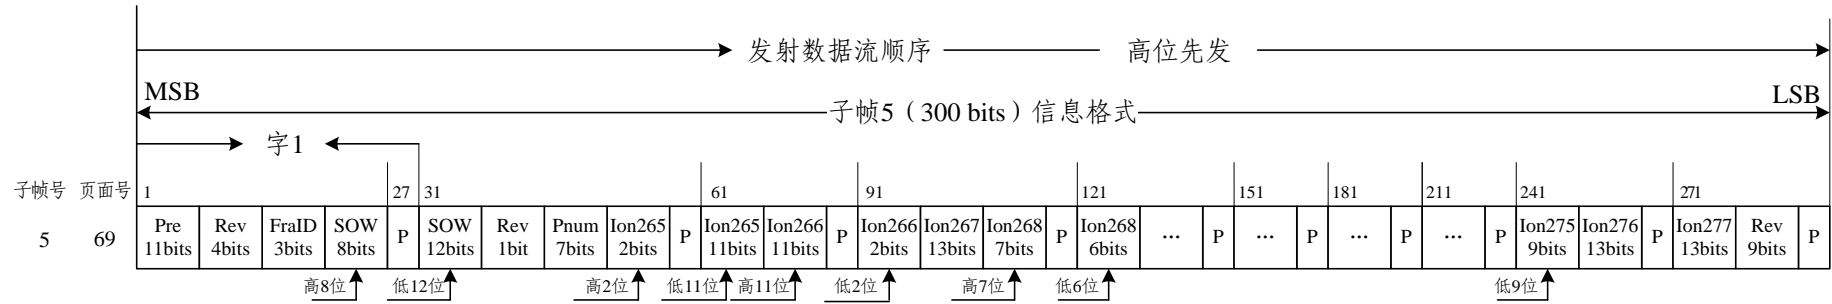 发射数据流顺序 高位先发
MSB LSB
子帧5（300 bits）信息格式
字1
子帧号 页面号 1 27 31 61 91 121 151 181 211 241 271
Pre Rev FraID SOW P SOW Rev Pnum Ion265 P Ion265 Ion266 P Ion266 Ion267 Ion268 P Ion268 ... P ... P ... P ... P Ion275 Ion276 P Ion277 Rev P
5 69 11bits 4bits 3bits 8bits 12bits 1bit 7bits 2bits 11bits 11bits 2bits 13bits 7bits 6bits 9bits 13bits 13bits 9bits
高8位 低12位 高2位 低11位 高11位 低2位 高7位 低6位 低9位